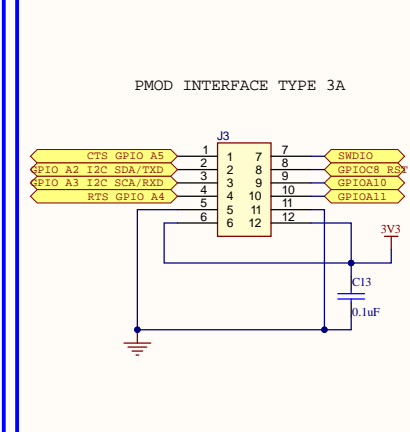 PMOD INTERFACE TYPE 3A
J3
CTS GPIO A5 1 1 7 7 SWDIO
GPIO A2 I2C SDA/TXD 2 2 8 8 GPIOC8 RST
GPIO A3 I2C SCA/RXD 3 3 9 9 GPIOA10
RTS GPIO A4 4 4 10 10 GPIOA11
5 5 11 11
6 6 12 12
3V3
C13
0.1uF